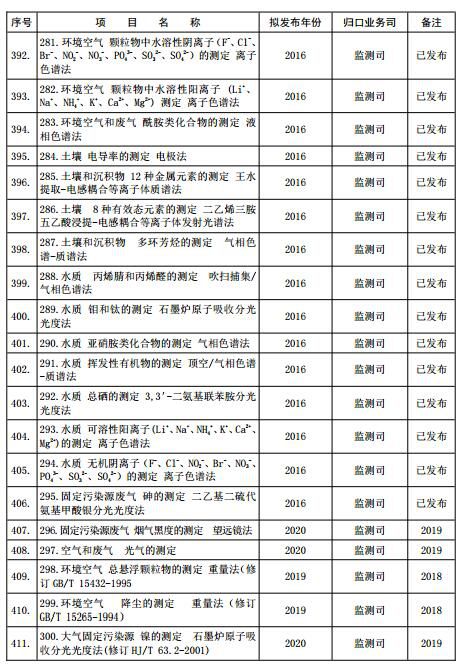 序号 项 目 名 称 拟发布年份 归口业务司 备注
392. 281.环境空气 颗粒物中水溶性阴离子(F⁻、Cl⁻、 2016 监测司 已发布
Br⁻、NO₂⁻、NO₃⁻、PO₄³⁻、SO₃²⁻、SO₄²⁻)的测定 离子
色谱法
393. 282.环境空气 颗粒物中水溶性阳离子 (Li⁺、 2016 监测司 已发布
Na⁺、NH₄⁺、K⁺、Ca²⁺、Mg²⁺) 测定 离子色谱法
394. 283.环境空气和废气 酰胺类化合物的测定 液 2016 监测司 已发布
相色谱法
395. 284.土壤 电导率的测定 电极法 2016 监测司 已发布
396. 285.土壤和沉积物 12种金属元素的测定 王水 2016 监测司 已发布
提取-电感耦合等离子体质谱法
397. 286.土壤 8种有效态元素的测定 二乙烯三胺 2016 监测司 已发布
五乙酸浸提-电感耦合等离子体发射光谱法
398. 287.土壤和沉积物 多环芳烃的测定 气相色 2016 监测司 已发布
谱-质谱法
399. 288.水质 丙烯腈和丙烯醛的测定 吹扫捕集/ 2016 监测司 已发布
气相色谱法
400. 289.水质 钼和钛的测定 石墨炉原子吸收分光 2016 监测司 已发布
光度法
401. 290.水质 亚硝胺类化合物的测定 气相色谱法 2016 监测司 已发布
402. 291.水质 挥发性有机物的测定 顶空/气相色谱 2016 监测司 已发布
-质谱法
403. 292.水质 总硒的测定 3,3′-二氨基联苯胺分光 2016 监测司 已发布
光度法
404. 293.水质 可溶性阳离子(Li⁺、Na⁺、NH₄⁺、K⁺、Ca²⁺、 2016 监测司 已发布
Mg²⁺)的测定 离子色谱法
405. 294.水质 无机阴离子(F⁻、Cl⁻、NO₂⁻、Br⁻、NO₃⁻、 2016 监测司 已发布
PO₄³⁻、SO₃²⁻、SO₄²⁻)的测定 离子色谱法
406. 295.固定污染源废气 砷的测定 二乙基二硫代 2016 监测司 已发布
氨基甲酸银分光光度法
407. 296.固定污染源废气 烟气黑度的测定 望远镜法 2020 监测司 2019
408. 297.空气和废气 光气的测定 2020 监测司 2019
409. 298.环境空气 总悬浮颗粒物的测定 重量法(修 2019 监测司 2018
订GB/T 15432-1995
410. 299.环境空气 降尘的测定 重量法 (修订 2019 监测司 2018
GB/T 15265-1994)
411. 300.大气固定污染源 镍的测定 石墨炉原子吸 2020 监测司 2019
收分光光度法(修订HJ/T 63.2-2001)